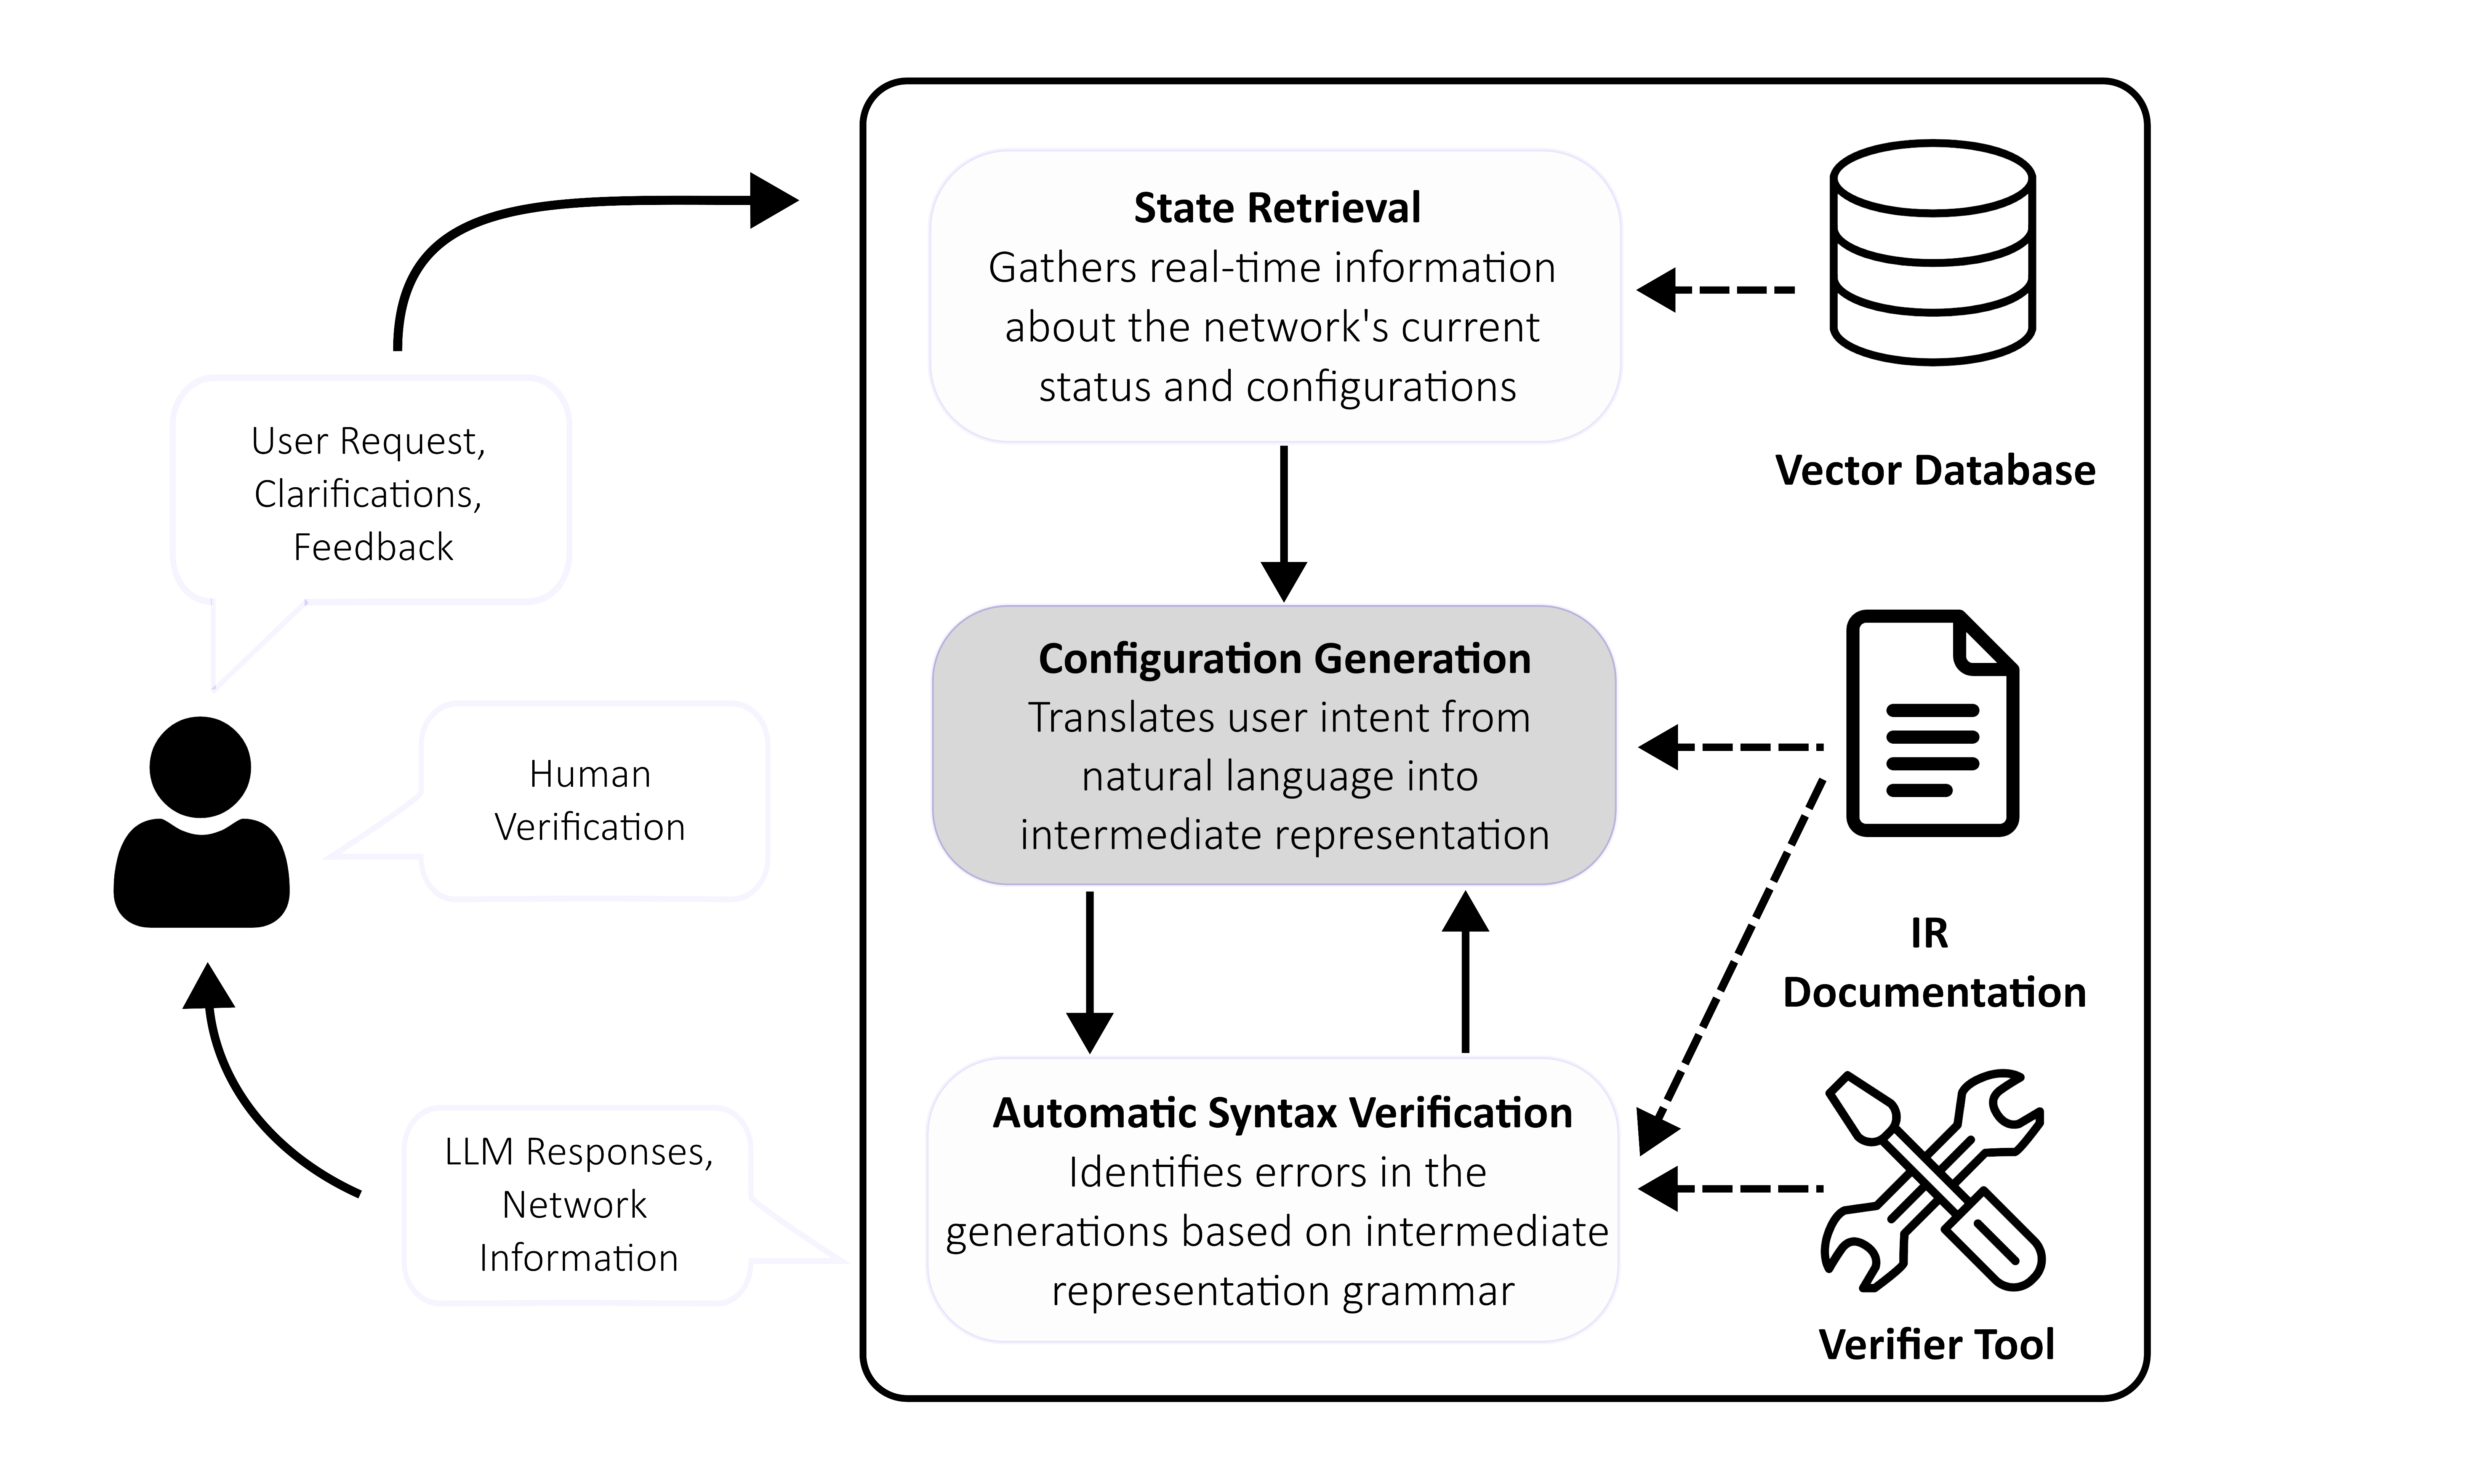 State Retrieval
Gathers real-time information
about the network's current
status and configurations
Vector Database
User Request,
Clarifications,
Feedback
Configuration Generation
Translates user intent from
natural language into
intermediate representation
Human
Verification
IR
Documentation
Automatic Syntax Verification
Identifies errors in the
generations based on intermediate
representation grammar
LLM Responses,
Network
Information
Verifier Tool